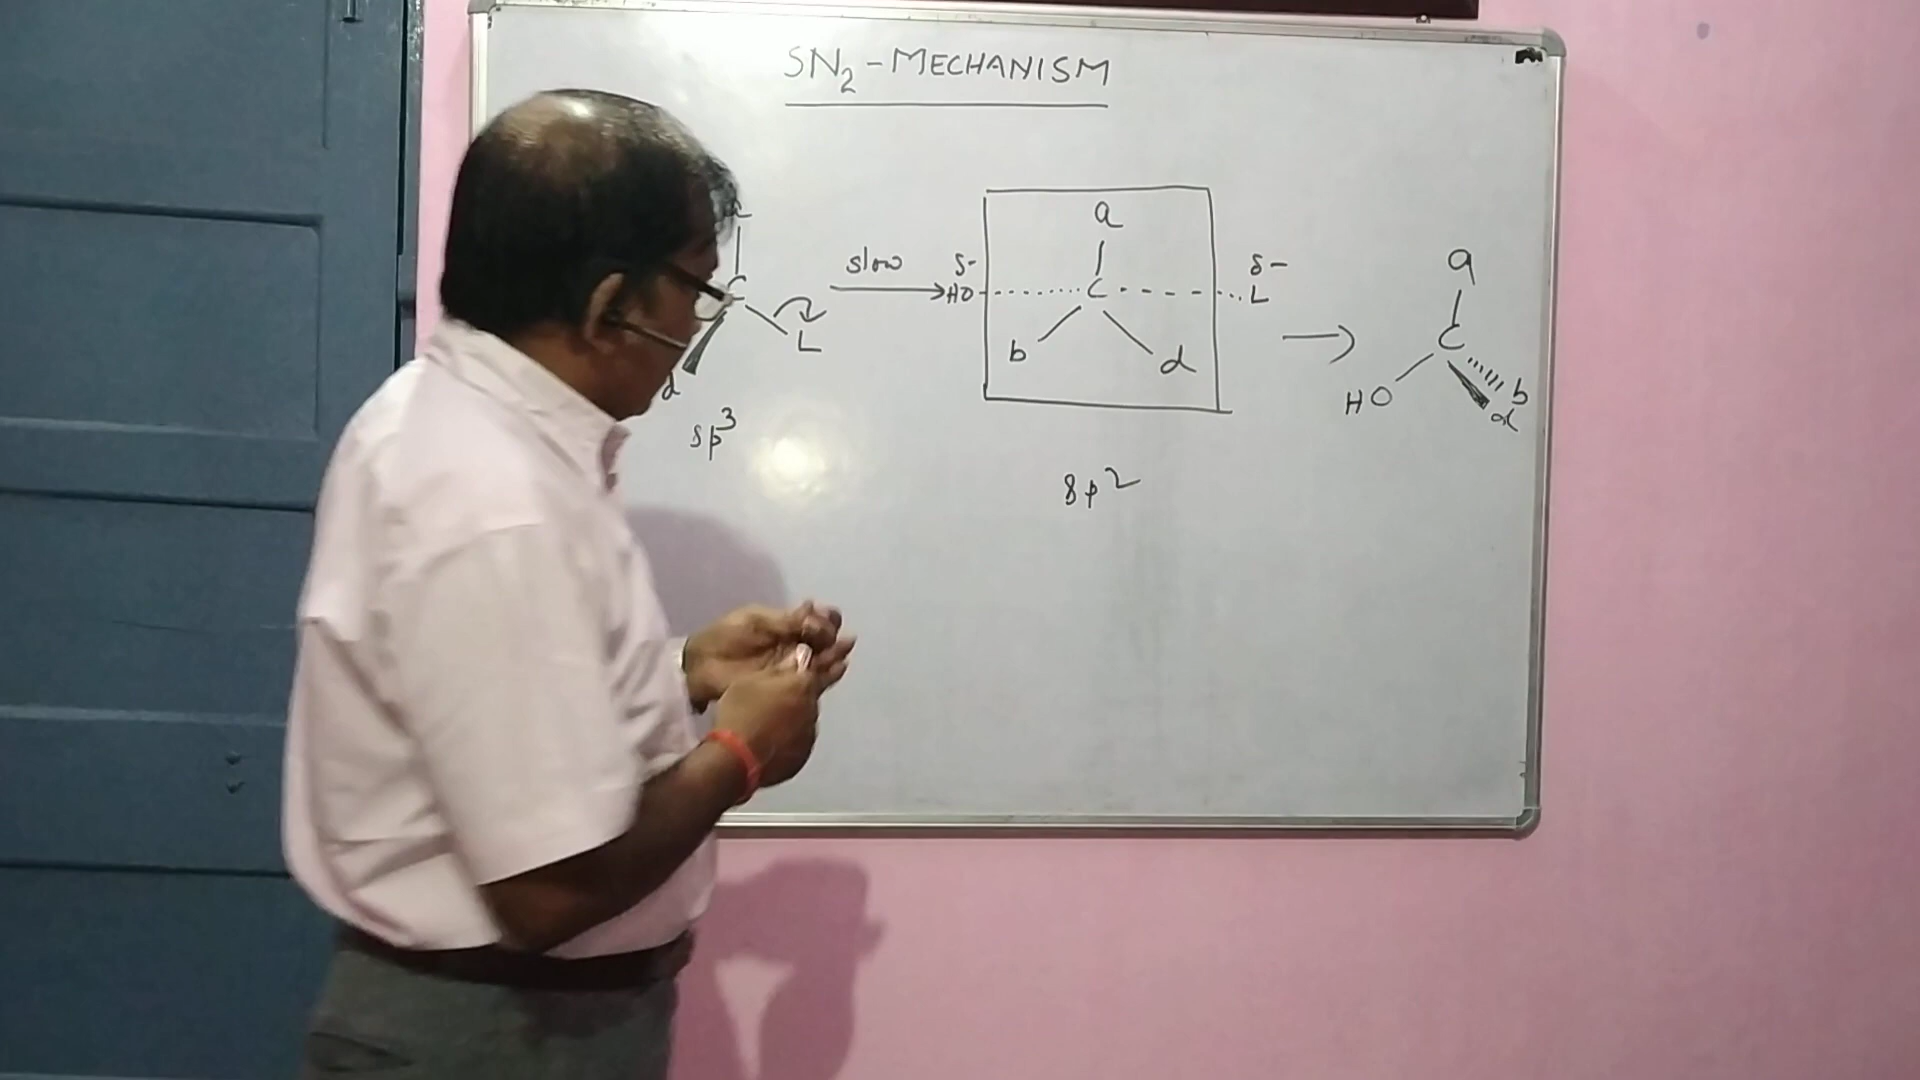 SN2-MECHANISM
a
C
L
d
sp3
slow
δ-
HO
a
C
b
d
δ-
L
sp2
a
C
HO
b
d